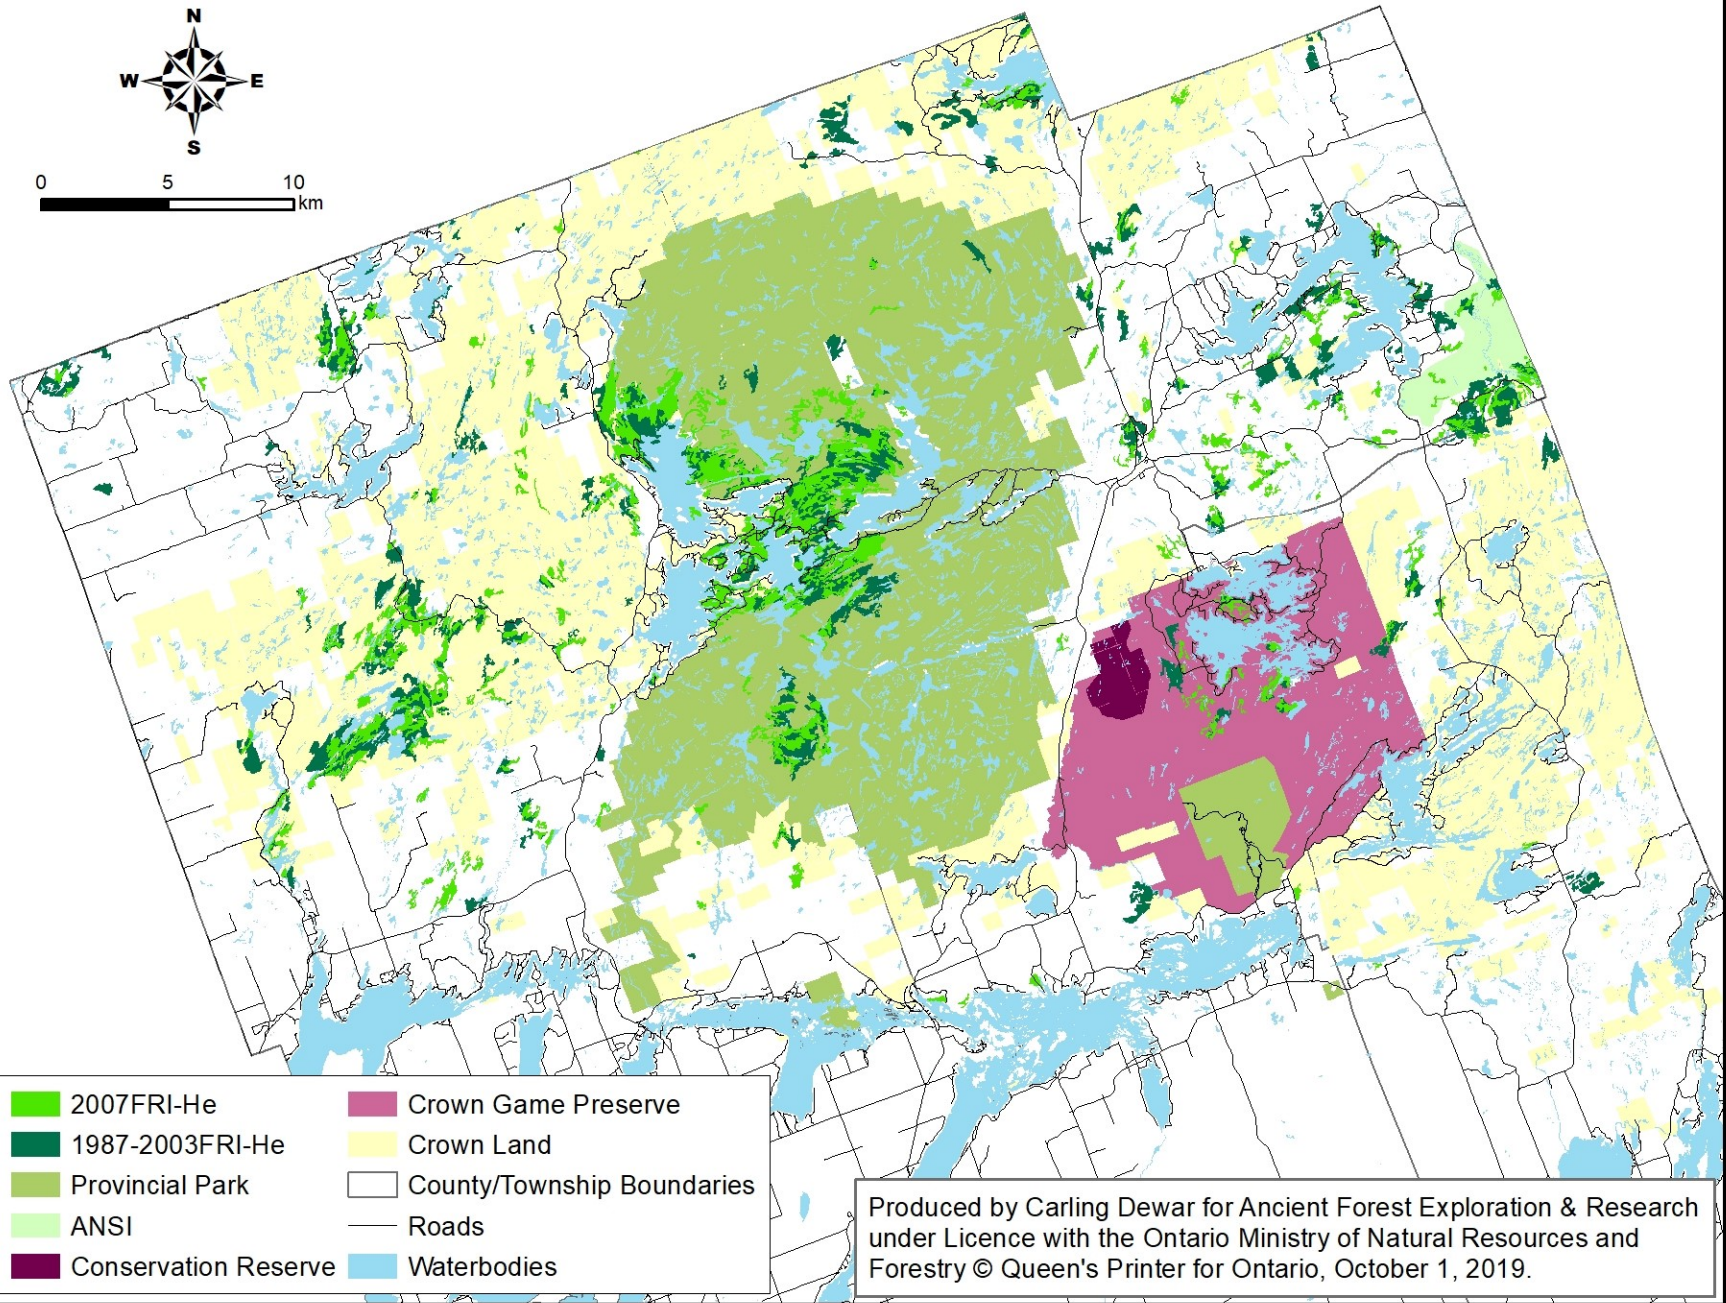 N
W E
S
0 5 10
km
2007FRI-He
1987-2003FRI-He
Provincial Park
ANSI
Conservation Reserve
Crown Game Preserve
Crown Land
County/Township Boundaries
Roads
Waterbodies
Produced by Carling Dewar for Ancient Forest Exploration & Research
under Licence with the Ontario Ministry of Natural Resources and
Forestry © Queen's Printer for Ontario, October 1, 2019.